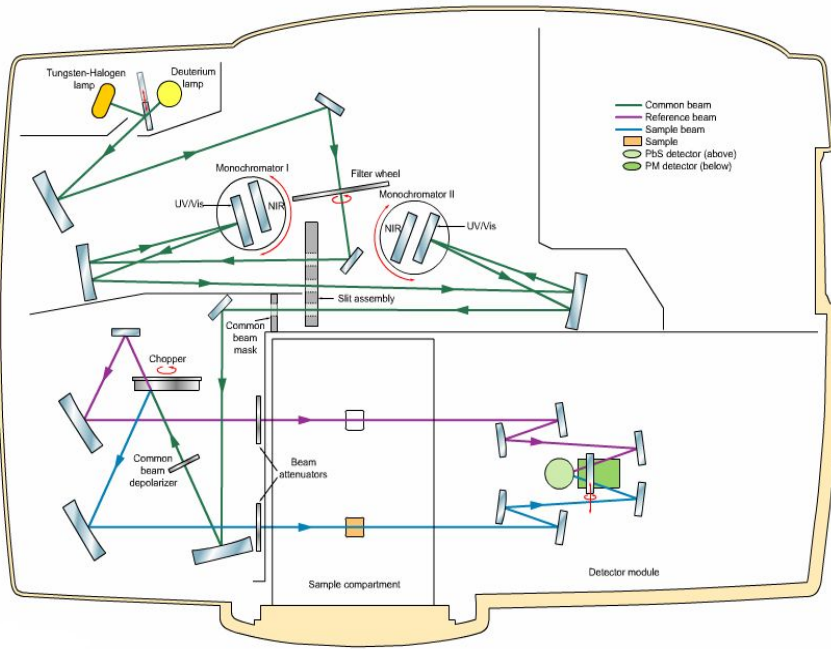 Tungsten-Halogen
lamp
Deuterium
lamp
Common beam
Reference beam
Sample beam
Sample
PbS detector (above)
PM detector (below)
Monochromator I
Filter wheel
Monochromator II
UV/Vis
NIR
NIR
UV/Vis
Slit assembly
Common
beam
mask
Chopper
Common
beam
depolarizer
Beam
attenuators
Sample compartment
Detector module